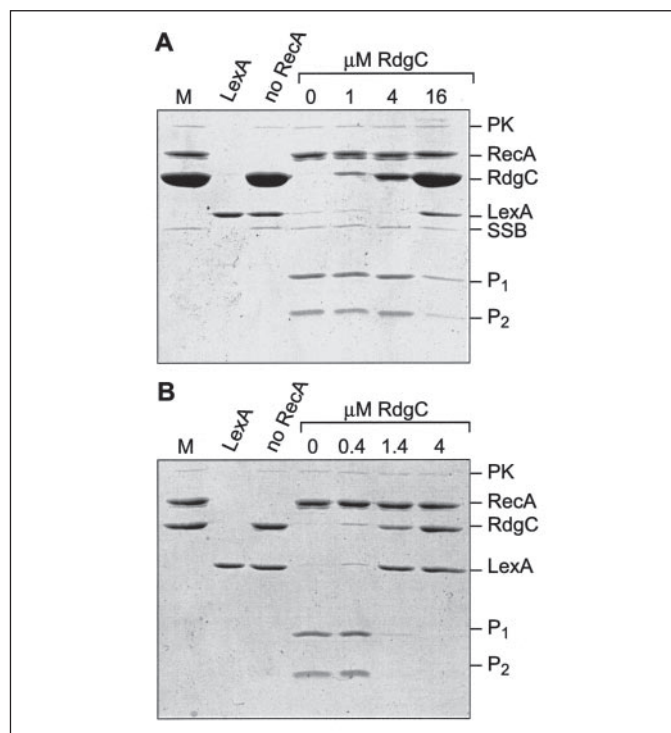 A
μM RdgC
M LexA no RecA 0 1 4 16
PK
RecA
RdgC
LexA
SSB
P₁
P₂
B
μM RdgC
M LexA no RecA 0 0.4 1.4 4
PK
RecA
RdgC
LexA
P₁
P₂